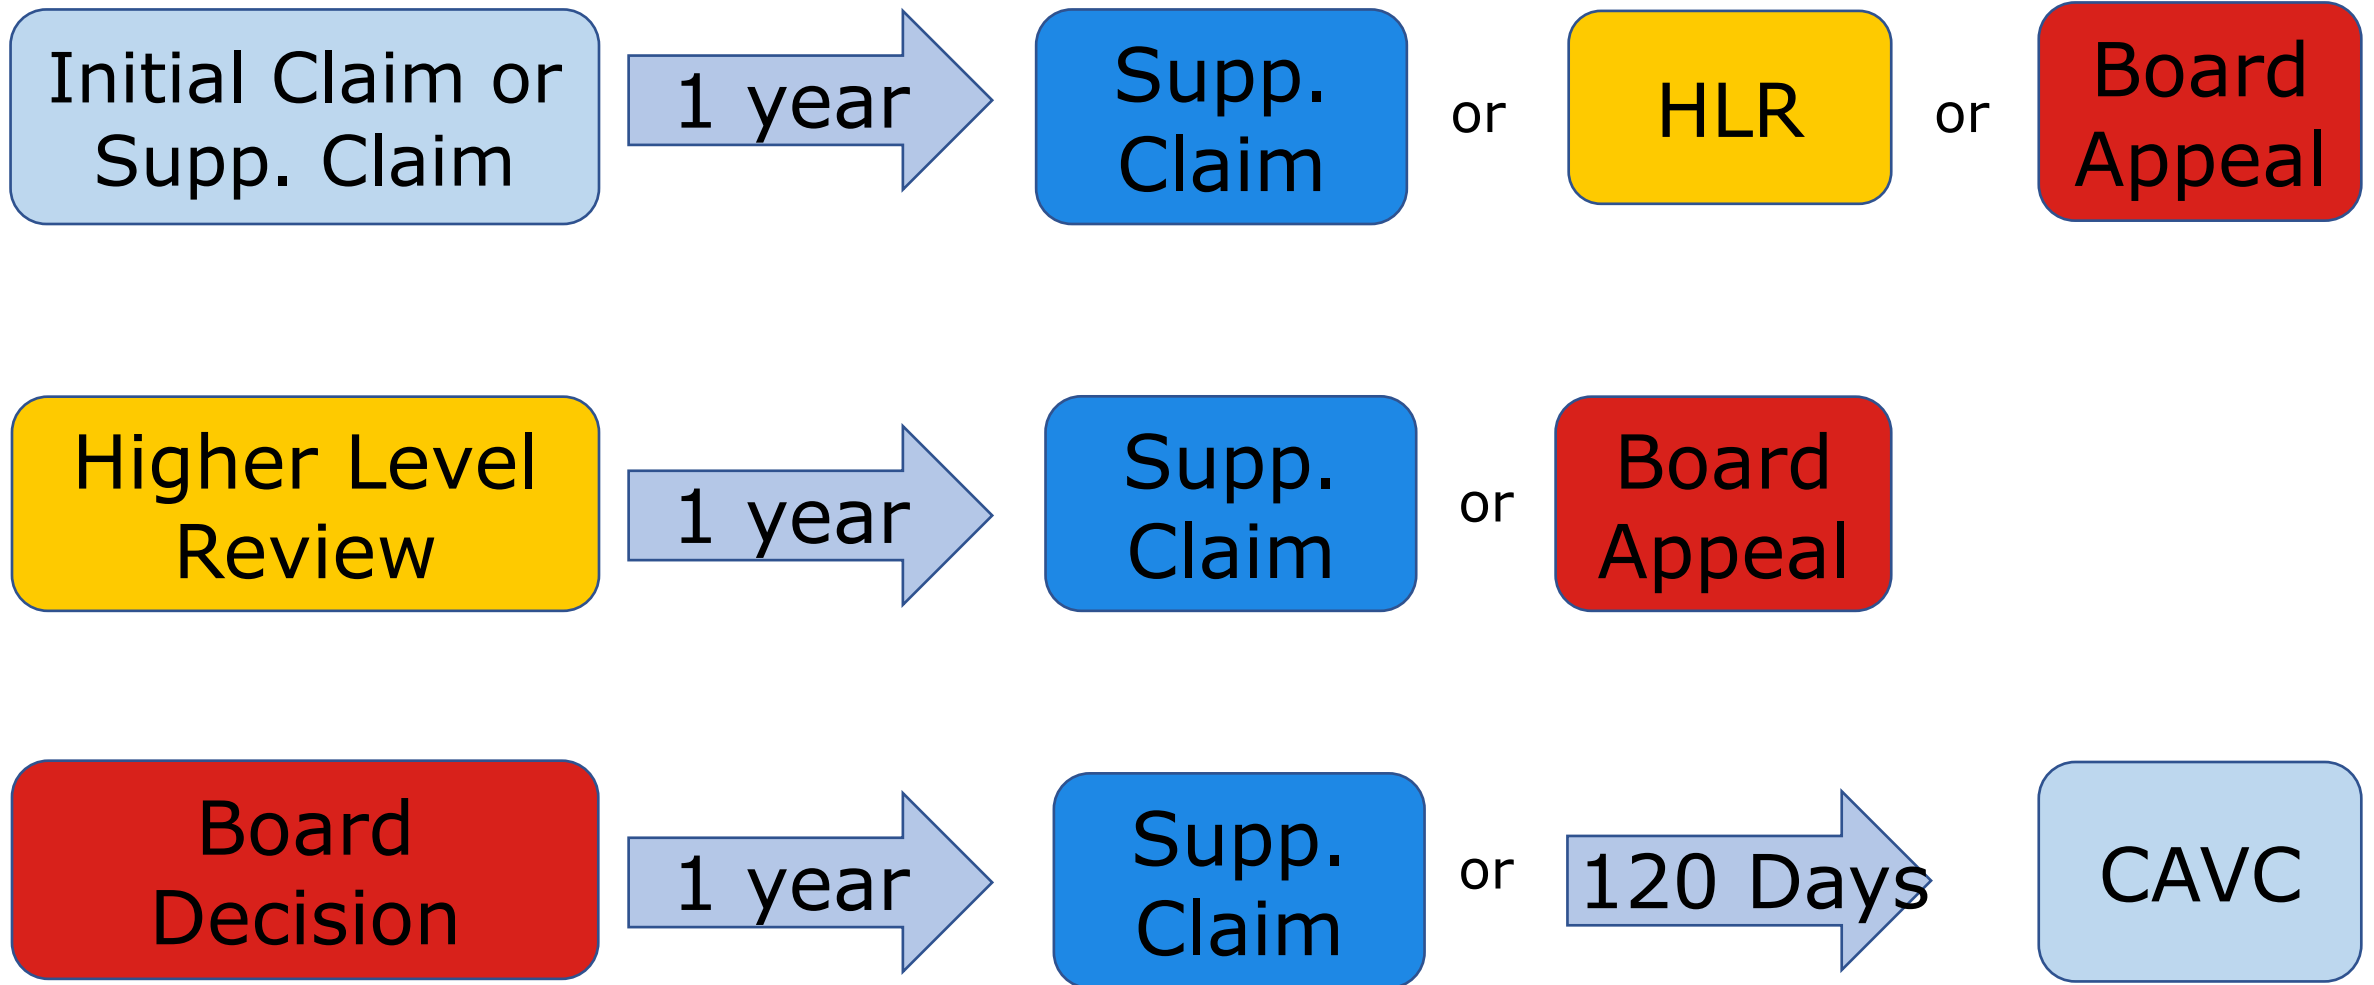 Initial Claim or
Supp. Claim
1 year
Supp.
Claim
or
HLR
or
Board
Appeal
Higher Level
Review
1 year
Supp.
Claim
or
Board
Appeal
Board
Decision
1 year
Supp.
Claim
or
120 Days
CAVC